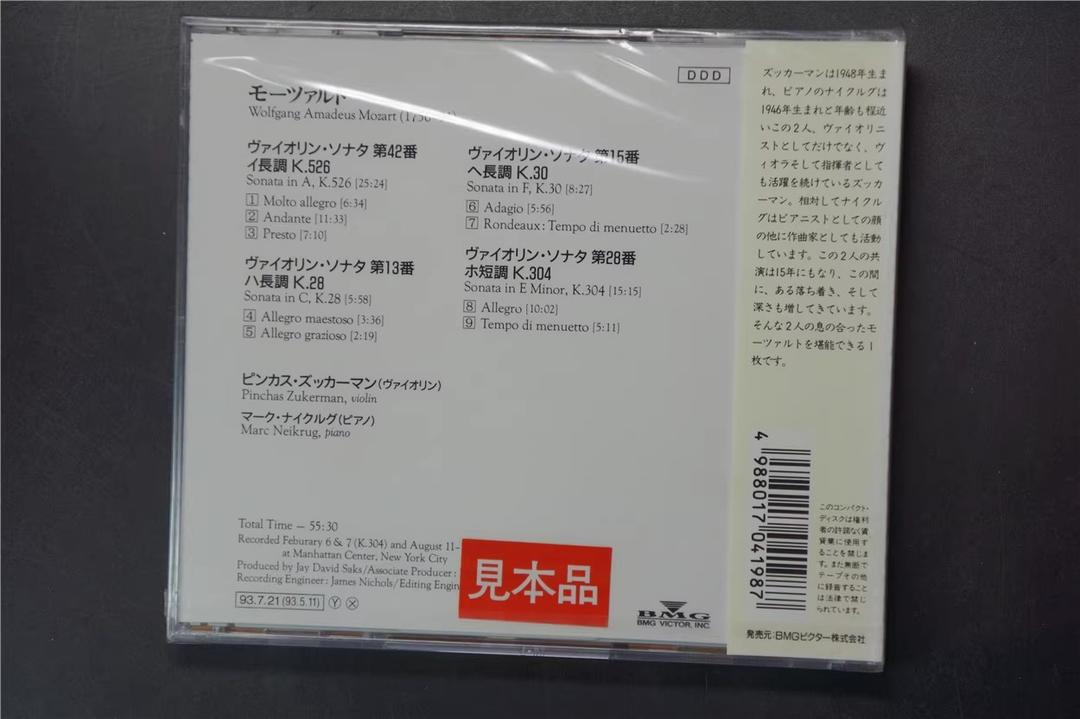 DDD
モーツァルト
Wolfgang Amadeus Mozart
ヴァイオリン・ソナタ 第42番
イ長調 K.526
Sonata in A, K.526 [25:24]
1 Molto allegro [6:34]
2 Andante [11:33]
3 Presto [7:10]
ヴァイオリン・ソナタ 第13番
ハ長調 K.28
Sonata in C, K.28 [5:58]
4 Allegro maestoso [3:36]
5 Allegro grazioso [2:19]
ヴァイオリン・ソナタ 第15番
ヘ長調 K.30
Sonata in F, K.30 [8:27]
6 Adagio [5:56]
7 Rondeaux: Tempo di menuetto [2:28]
ヴァイオリン・ソナタ 第28番
ホ短調 K.304
Sonata in E Minor, K.304 [15:15]
8 Allegro [10:02]
9 Tempo di menuetto [5:11]
ピンカス・ズッカーマン(ヴァイオリン)
Pinchas Zukerman, violin
マーク・ナイクルグ(ピアノ)
Marc Neikrug, piano
Total Time — 55:30
Recorded Feburary 6 & 7 (K.304) and August 11-
at Manhattan Center, New York City
Produced by Jay David Saks/Associate Producer:
Recording Engineer: James Nichols/Editing Engin
93.7.21 (93.5.11) Y X
見本品
BMG
BMG VICTOR, INC.
ズッカーマンは1948年生ま
れ、ピアノのナイクルグは
1946年生まれと年齢も程近
いこの2人、ヴァイオリニ
ストとしてだけでなく、ヴ
ィオラそして指揮者として
も活躍を続けているズッカ
ーマン。相対してナイクル
グはピアニストとしての顔
の他に作曲家としても活動
しています。この2人の共
演は15年にもなり、この間
に、ある落ち着き、そして
深さも増してきています。
そんな2人の息の合ったモ
ーツァルトを堪能できる1
枚です。
4 988017 041987
このコンパクト・
ディスクは権利
者の許諾なく賃
貸業に使用す
ることを禁じま
す。また無断で
テープその他
に録音すること
は法律で禁じ
られています。
発売元:BMGビクター株式会社